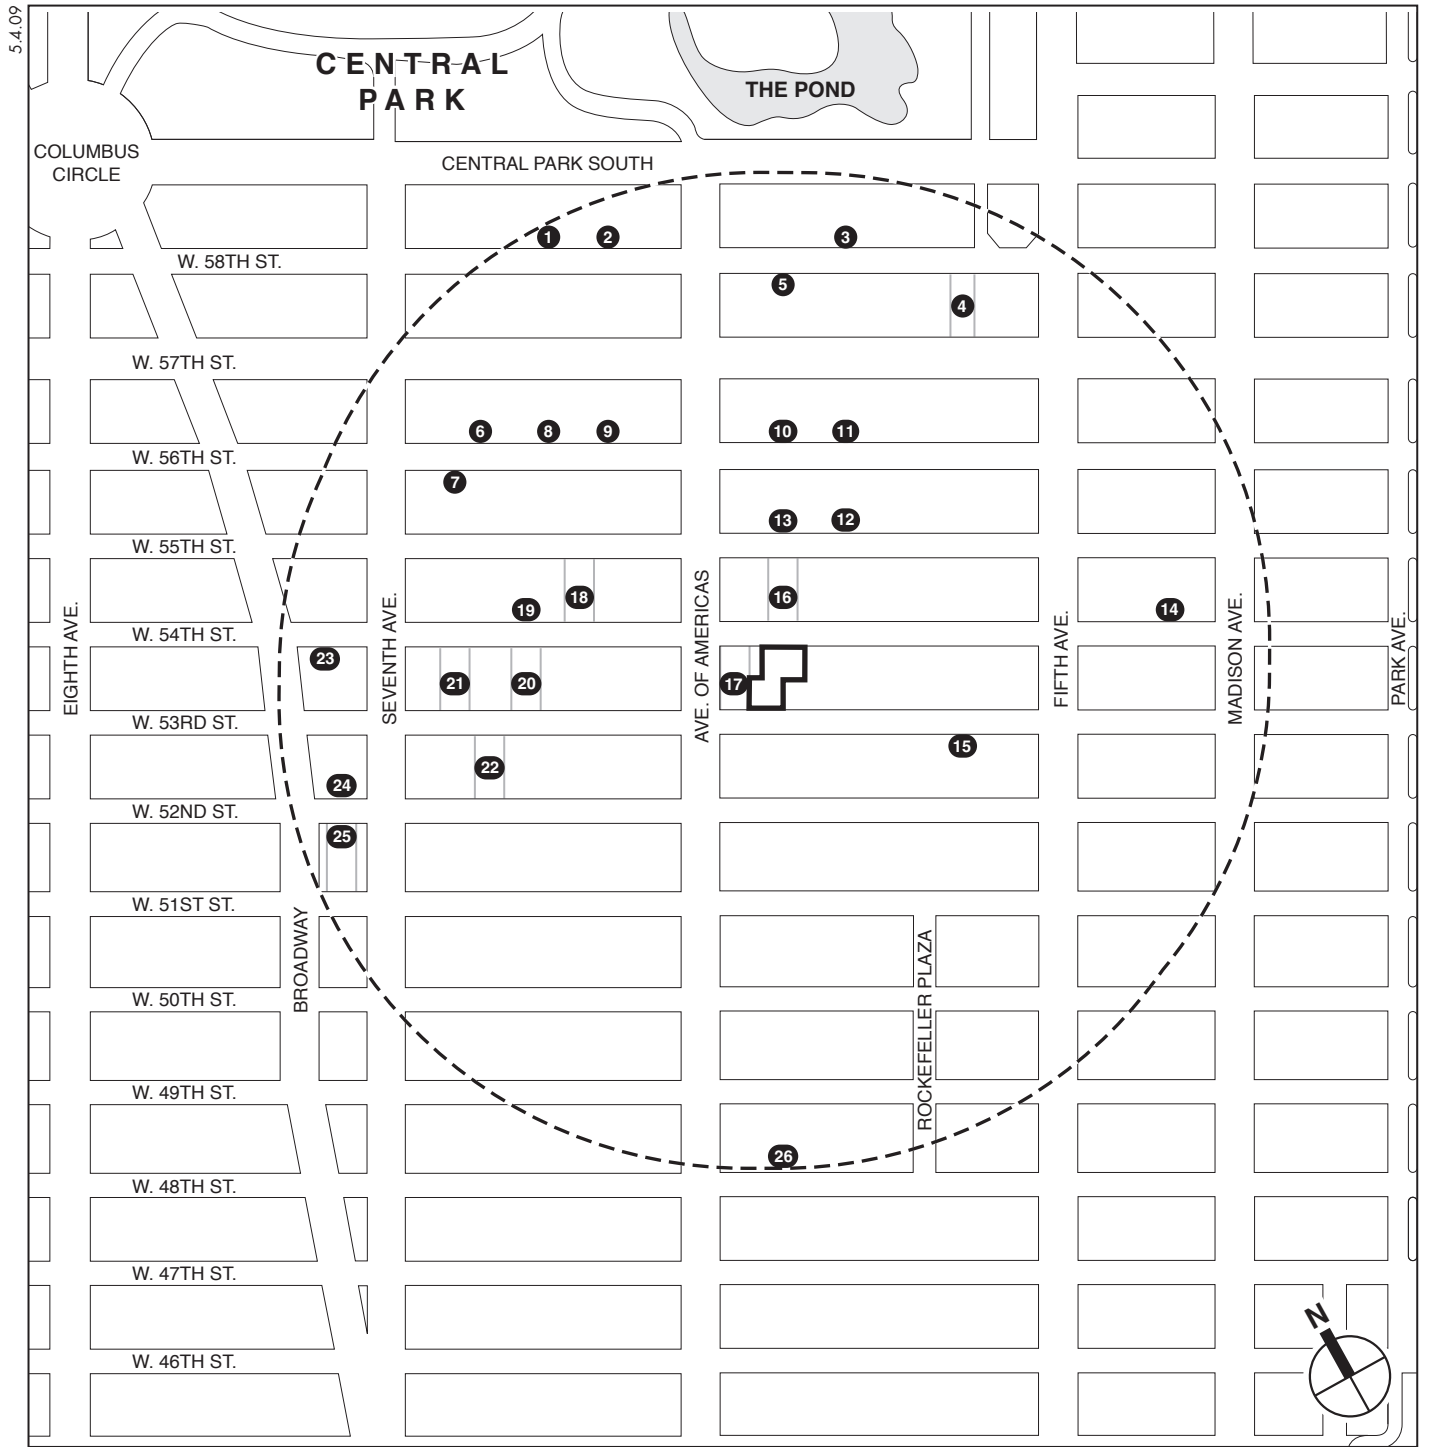 5.4.09
CENTRAL
PARK
THE POND
COLUMBUS
CIRCLE
CENTRAL PARK SOUTH
1
2
3
W. 58TH ST.
5
4
W. 57TH ST.
6
8
9
10
11
W. 56TH ST.
7
13
12
W. 55TH ST.
18
16
19
14
EIGHTH AVE.
SEVENTH AVE.
AVE. OF AMERICAS
FIFTH AVE.
MADISON AVE.
PARK AVE.
W. 54TH ST.
23
21
20
17
W. 53RD ST.
15
22
24
W. 52ND ST.
25
W. 51ST ST.
BROADWAY
ROCKEFELLER PLAZA
W. 50TH ST.
W. 49TH ST.
26
W. 48TH ST.
W. 47TH ST.
N
W. 46TH ST.